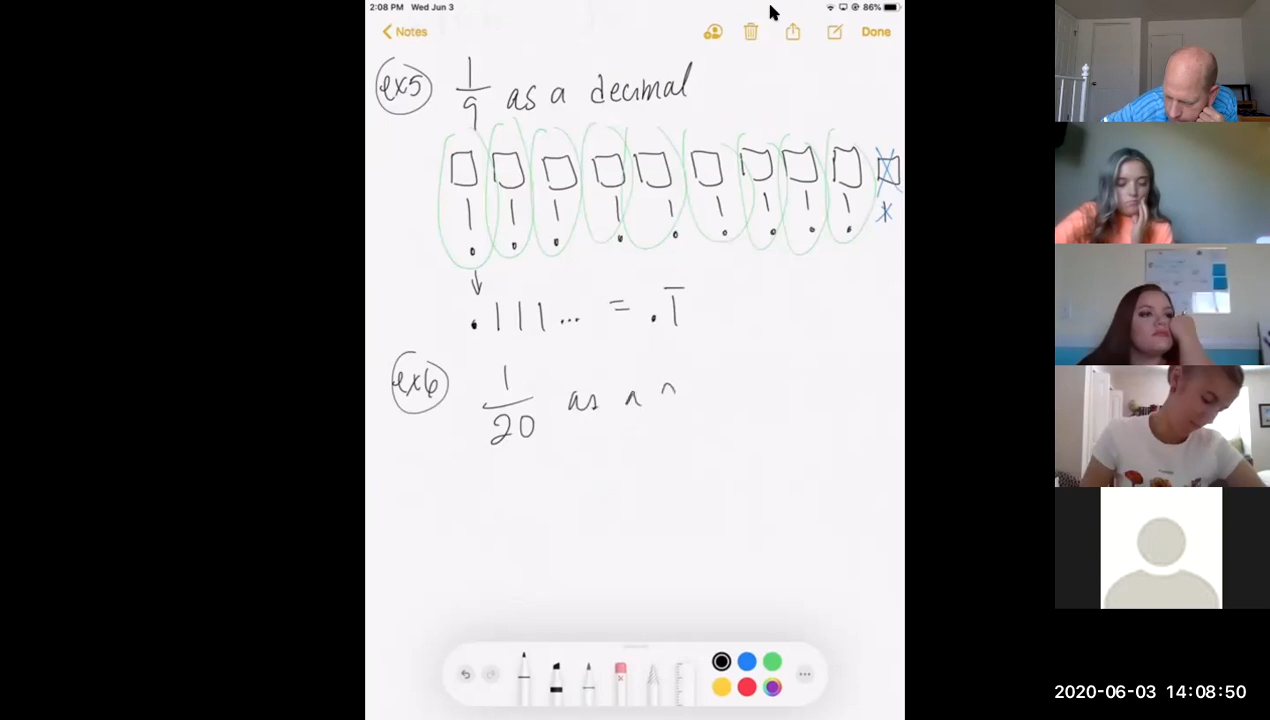 2:08 PM Wed Jun 3
86%
Notes
Done
ex5 1/9 as a decimal
.111... = .1̅
ex6 1/20 as a
2020-06-03 14:08:50